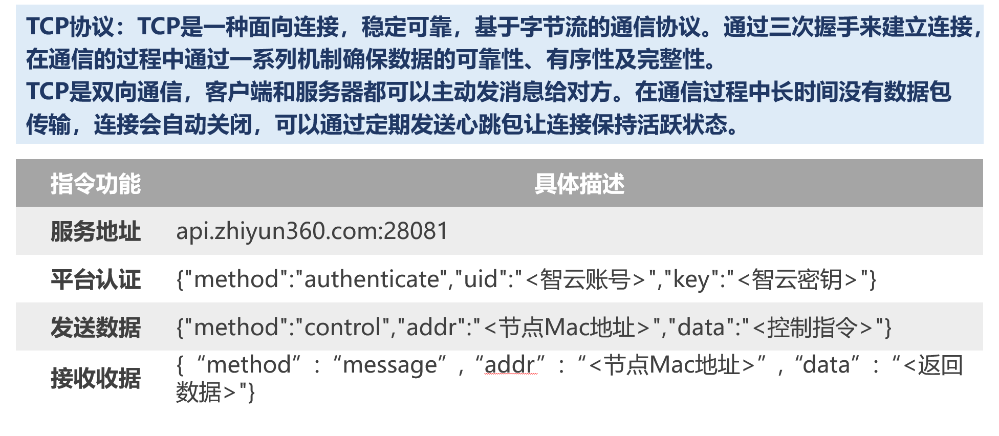 TCP协议：TCP是一种面向连接，稳定可靠，基于字节流的通信协议。通过三次握手来建立连接，
在通信的过程中通过一系列机制确保数据的可靠性、有序性及完整性。
TCP是双向通信，客户端和服务器都可以主动发消息给对方。在通信过程中长时间没有数据包
传输，连接会自动关闭，可以通过定期发送心跳包让连接保持活跃状态。
指令功能 具体描述
服务地址 api.zhiyun360.com:28081
平台认证 {"method":"authenticate","uid":"<智云账号>","key":"<智云密钥>"}
发送数据 {"method":"control","addr":"<节点Mac地址>","data":"<控制指令>"}
接收收据 {“method”：“message”,“addr”：“<节点Mac地址>”,“data”：“<返回
数据>"}